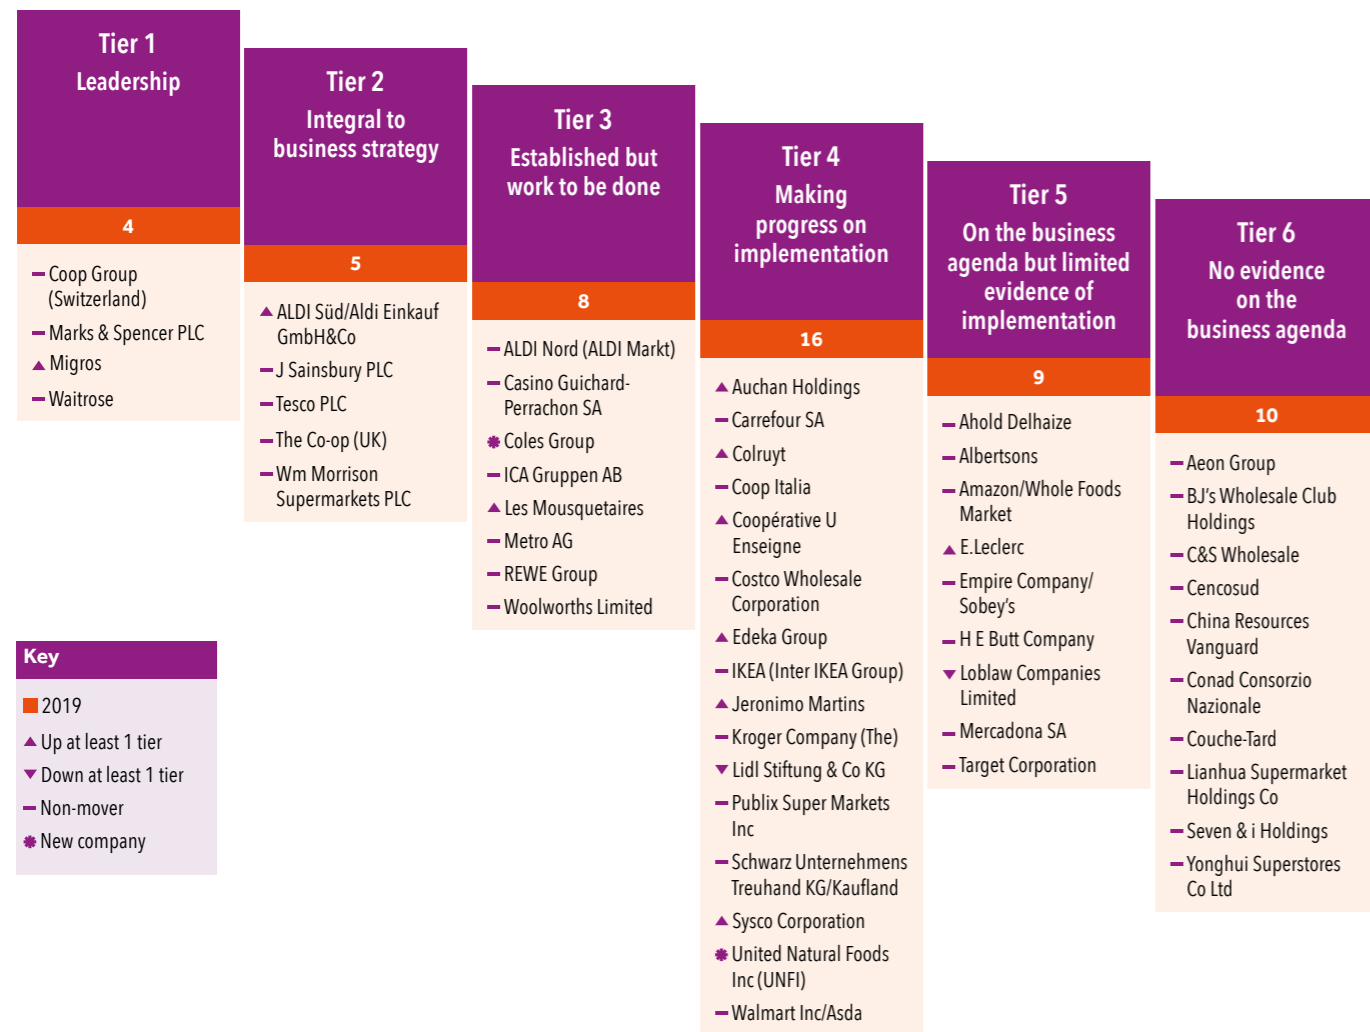 Tier 1
Leadership
4
Coop Group
(Switzerland)
Marks & Spencer PLC
Migros
Waitrose
Tier 2
Integral to
business strategy
5
ALDI Süd/Aldi Einkauf
GmbH&Co
J Sainsbury PLC
Tesco PLC
The Co-op (UK)
Wm Morrison
Supermarkets PLC
Tier 3
Established but
work to be done
8
ALDI Nord (ALDI Markt)
Casino Guichard-
Perrachon SA
Coles Group
ICA Gruppen AB
Les Mousquetaires
Metro AG
REWE Group
Woolworths Limited
Tier 4
Making
progress on
implementation
16
Auchan Holdings
Carrefour SA
Colruyt
Coop Italia
Coopérative U
Enseigne
Costco Wholesale
Corporation
Edeka Group
IKEA (Inter IKEA Group)
Jeronimo Martins
Kroger Company (The)
Lidl Stiftung & Co KG
Publix Super Markets
Inc
Schwarz Unternehmens
Treuhand KG/Kaufland
Sysco Corporation
United Natural Foods
Inc (UNFI)
Walmart Inc/Asda
Tier 5
On the business
agenda but limited
evidence of
implementation
9
Ahold Delhaize
Albertsons
Amazon/Whole Foods
Market
E.Leclerc
Empire Company/
Sobey's
H E Butt Company
Loblaw Companies
Limited
Mercadona SA
Target Corporation
Tier 6
No evidence
on the
business agenda
10
Aeon Group
BJ's Wholesale Club
Holdings
C&S Wholesale
Cencosud
China Resources
Vanguard
Conad Consorzio
Nazionale
Couche-Tard
Lianhua Supermarket
Holdings Co
Seven & i Holdings
Yonghui Superstores
Co Ltd
Key
2019
Up at least 1 tier
Down at least 1 tier
Non-mover
New company